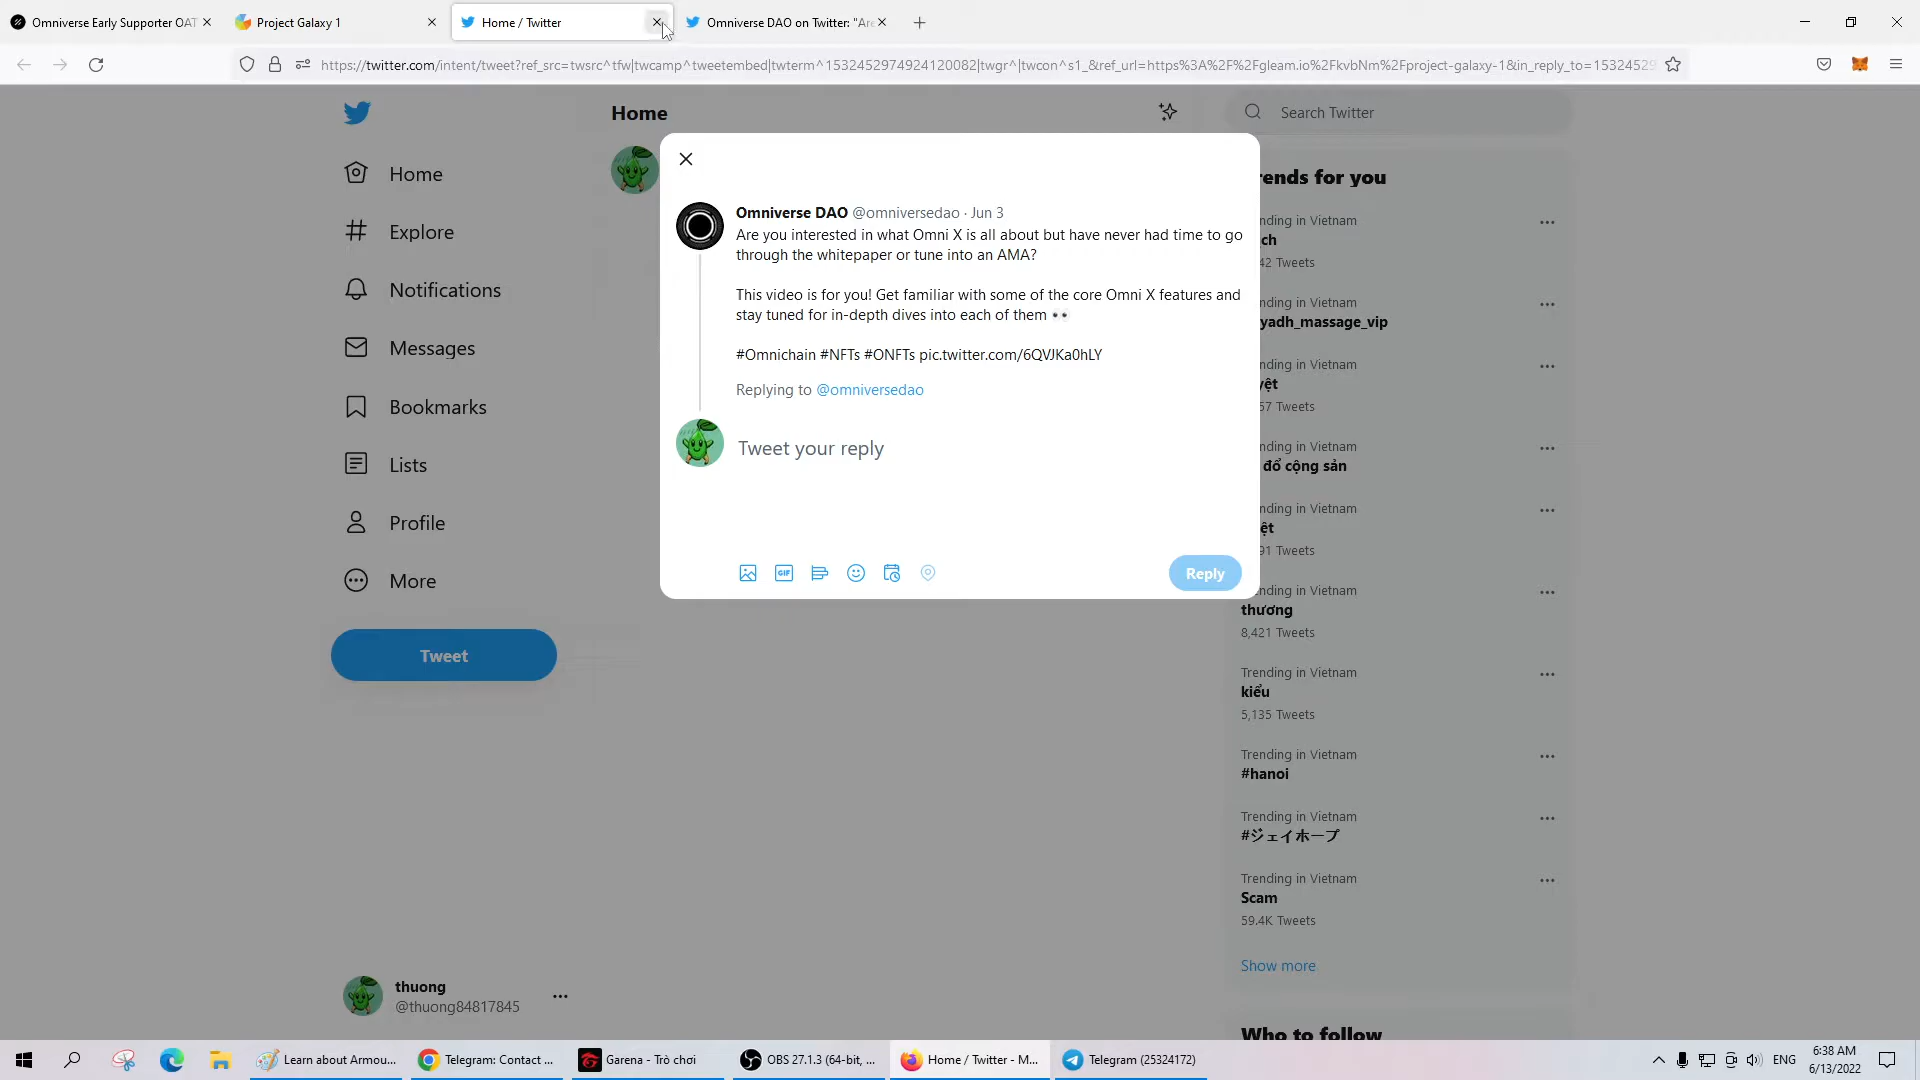 Omniverse Early Supporter OAT
Project Galaxy 1
Home / Twitter
Omniverse DAO on Twitter: "Are
https://twitter.com/intent/tweet?ref_src=twsrc^tfw|twcamp^tweetembed|twterm^1532452974924120082|twgr^|twcon^s1_&ref_url=https%3A%2F%2Fgleam.io%2FkvbNm%2Fproject-galaxy-1&in_reply_to=15324529
Home
Search Twitter
Home
Explore
Notifications
Messages
Bookmarks
Lists
Profile
More
Tweet
thuong
@thuong84817845
Omniverse DAO @omniversedao · Jun 3
Are you interested in what Omni X is all about but have never had time to go
through the whitepaper or tune into an AMA?
This video is for you! Get familiar with some of the core Omni X features and
stay tuned for in-depth dives into each of them 👀
#Omnichain #NFTs #ONFTs pic.twitter.com/6QVJKa0hLY
Replying to @omniversedao
Tweet your reply
GIF
Reply
rends for you
nding in Vietnam
ch
42 Tweets
nding in Vietnam
yadh_massage_vip
nding in Vietnam
57 Tweets
nding in Vietnam
đổ cộng sản
nding in Vietnam
ệt
91 Tweets
ending in Vietnam
thương
8,421 Tweets
Trending in Vietnam
kiểu
5,135 Tweets
Trending in Vietnam
#hanoi
Trending in Vietnam
#ジェイホープ
Trending in Vietnam
Scam
59.4K Tweets
Show more
Who to follow
Learn about Armou...
Telegram: Contact ...
Garena - Trò chơi
OBS 27.1.3 (64-bit, ...
Home / Twitter - M...
Telegram (25324172)
ENG
6:38 AM
6/13/2022